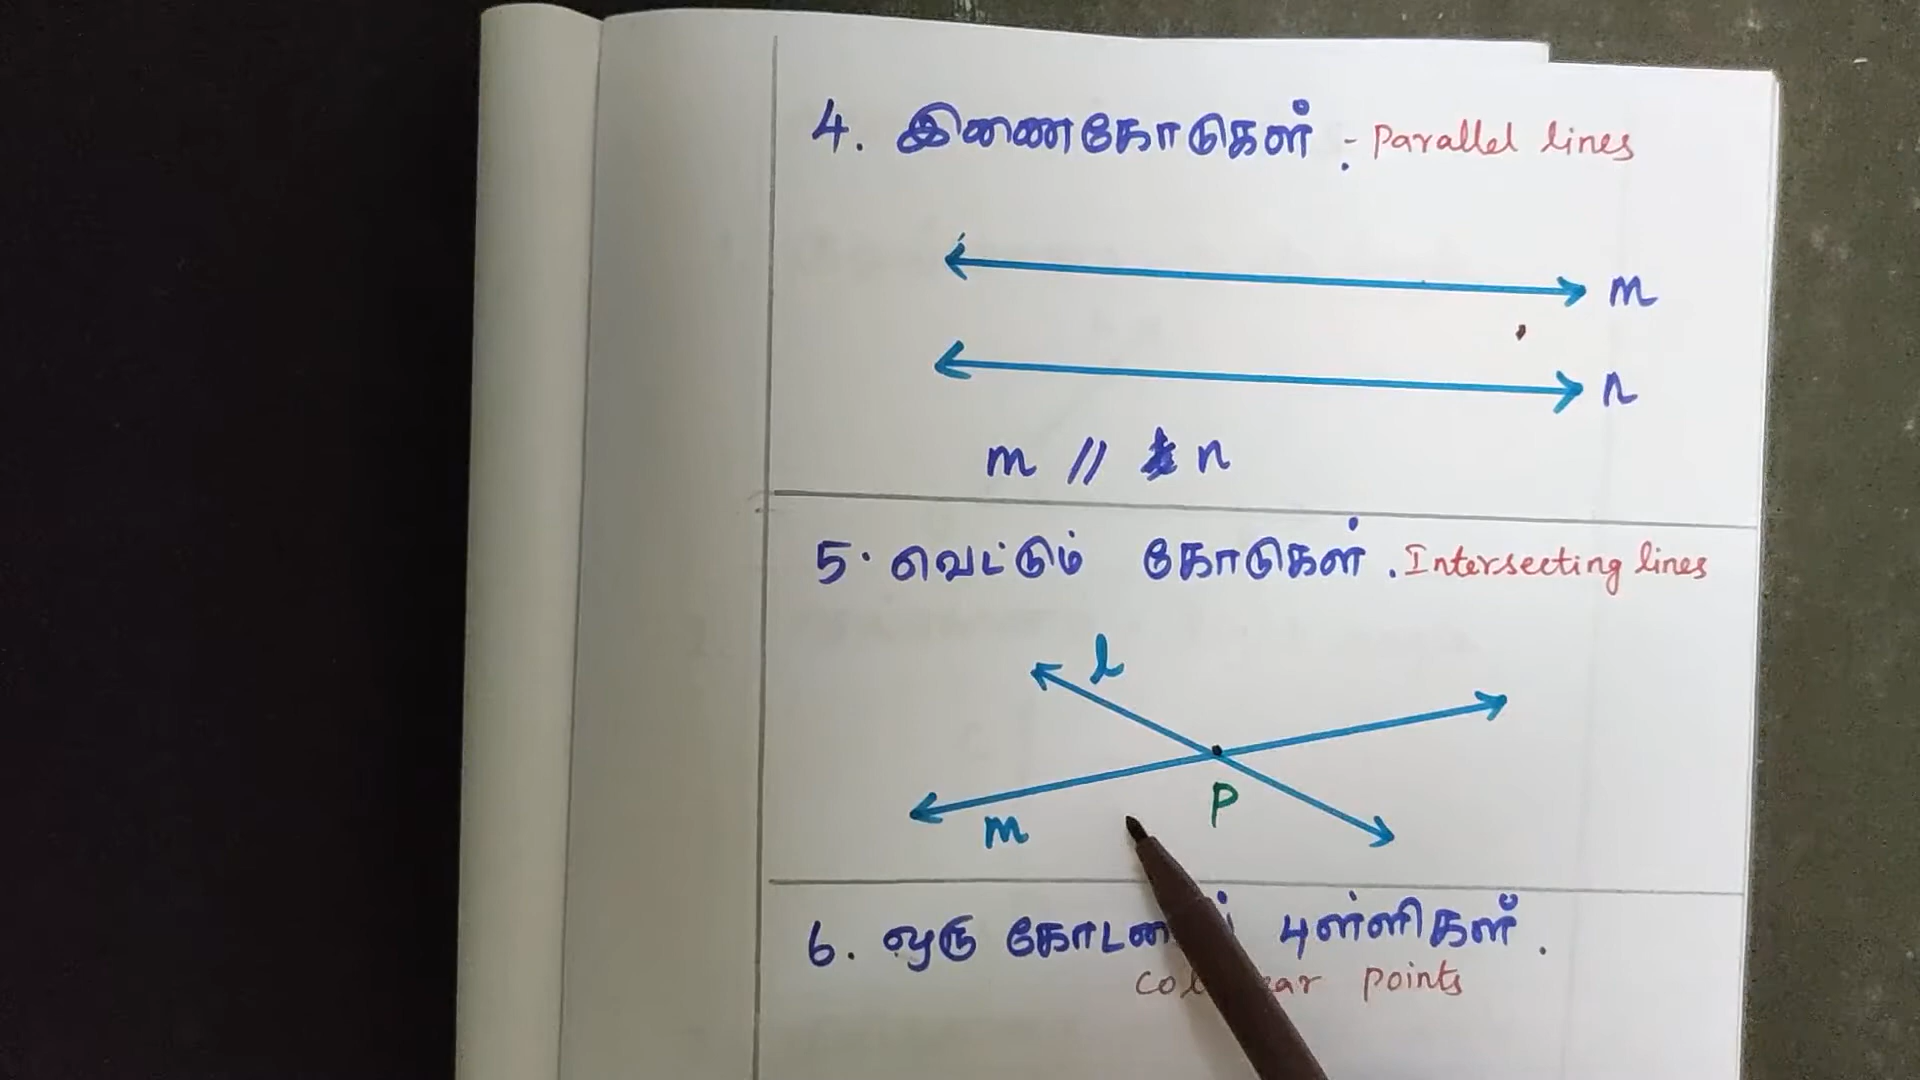 4. இணைகோடுகள் - Parallel lines
m
n
m // n
5. வெட்டும் கோடுகள். Intersecting lines
l
m
P
6. ஒரு புள்ளிகள்.
points